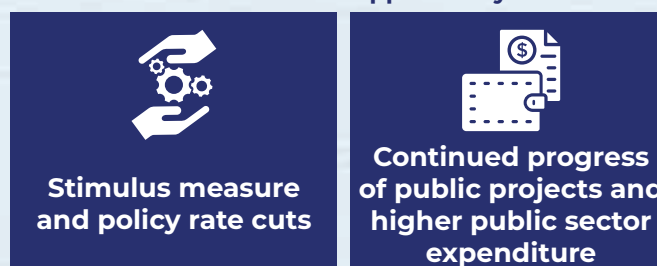 Stimulus measure
and policy rate cuts
$
Continued progress
of public projects and
higher public sector
expenditure